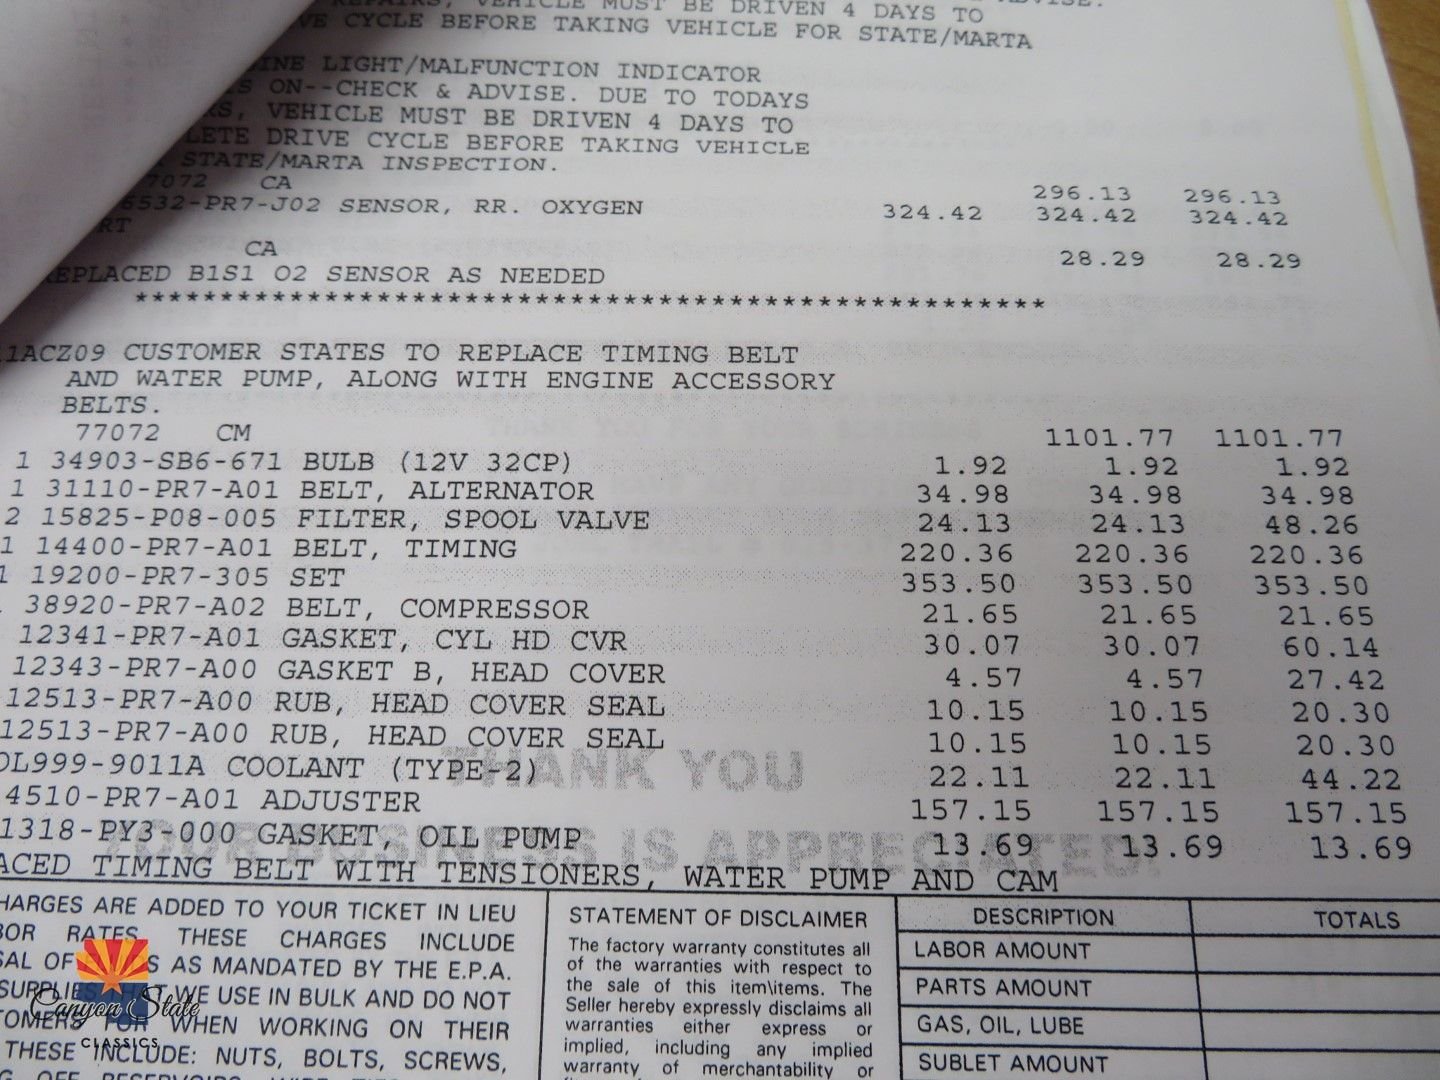 REPAIRS, VEHICLE MUST BE DRIVEN 4 DAYS TO ADVISE.
CYCLE BEFORE TAKING VEHICLE FOR STATE/MARTA
LIGHT/MALFUNCTION INDICATOR
ON--CHECK & ADVISE. DUE TO TODAYS
VEHICLE MUST BE DRIVEN 4 DAYS TO
LETE DRIVE CYCLE BEFORE TAKING VEHICLE
STATE/MARTA INSPECTION.
7072 CA 296.13 296.13
6532-PR7-J02 SENSOR, RR. OXYGEN 324.42 324.42 324.42
RT
CA 28.29 28.29
EPLACED B1S1 O2 SENSOR AS NEEDED
******************************************************
11ACZ09 CUSTOMER STATES TO REPLACE TIMING BELT
AND WATER PUMP, ALONG WITH ENGINE ACCESSORY
BELTS.
77072 CM 1101.77 1101.77
1 34903-SB6-671 BULB (12V 32CP) 1.92 1.92 1.92
1 31110-PR7-A01 BELT, ALTERNATOR 34.98 34.98 34.98
2 15825-P08-005 FILTER, SPOOL VALVE 24.13 24.13 48.26
1 14400-PR7-A01 BELT, TIMING 220.36 220.36 220.36
1 19200-PR7-305 SET 353.50 353.50 353.50
38920-PR7-A02 BELT, COMPRESSOR 21.65 21.65 21.65
12341-PR7-A01 GASKET, CYL HD CVR 30.07 30.07 60.14
12343-PR7-A00 GASKET B, HEAD COVER 4.57 4.57 27.42
12513-PR7-A00 RUB, HEAD COVER SEAL 10.15 10.15 20.30
12513-PR7-A00 RUB, HEAD COVER SEAL 10.15 10.15 20.30
OL999-9011A COOLANT (TYPE-2) 22.11 22.11 44.22
THANK YOU
4510-PR7-A01 ADJUSTER 157.15 157.15 157.15
1318-PY3-000 GASKET, OIL PUMP 13.69 13.69 13.69
YOUR BUSINESS IS APPRECIATED.
ACED TIMING BELT WITH TENSIONERS, WATER PUMP AND CAM
HARGES ARE ADDED TO YOUR TICKET IN LIEU
BOR RATES. THESE CHARGES INCLUDE
SAL OF AS MANDATED BY THE E.P.A.
SUPPLIES THAT WE USE IN BULK AND DO NOT
TOMERS FOR WHEN WORKING ON THEIR
THESE INCLUDE: NUTS, BOLTS, SCREWS,
STATEMENT OF DISCLAIMER
The factory warranty constitutes all
of the warranties with respect to
the sale of this item\items. The
Seller hereby expressly disclaims all
warranties either express or
implied, including any implied
warranty of merchantability or
DESCRIPTION TOTALS
LABOR AMOUNT
PARTS AMOUNT
GAS, OIL, LUBE
SUBLET AMOUNT
Canyon State
CLASSICS